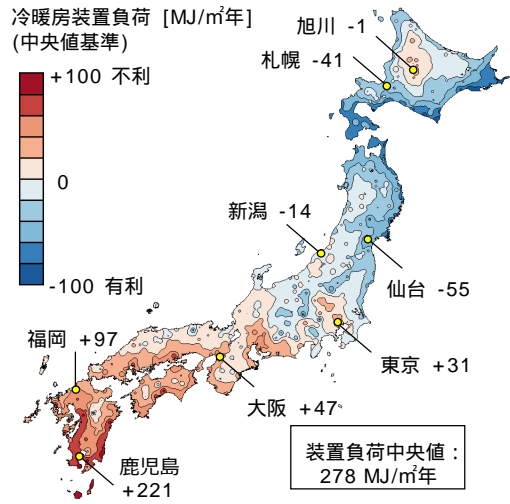 冷暖房装置負荷 [MJ/㎡年]
(中央値基準)
+100 不利
0
-100 有利
旭川 -1
札幌 -41
新潟 -14
仙台 -55
福岡 +97
東京 +31
大阪 +47
鹿児島
+221
装置負荷中央値：
278 MJ/㎡年